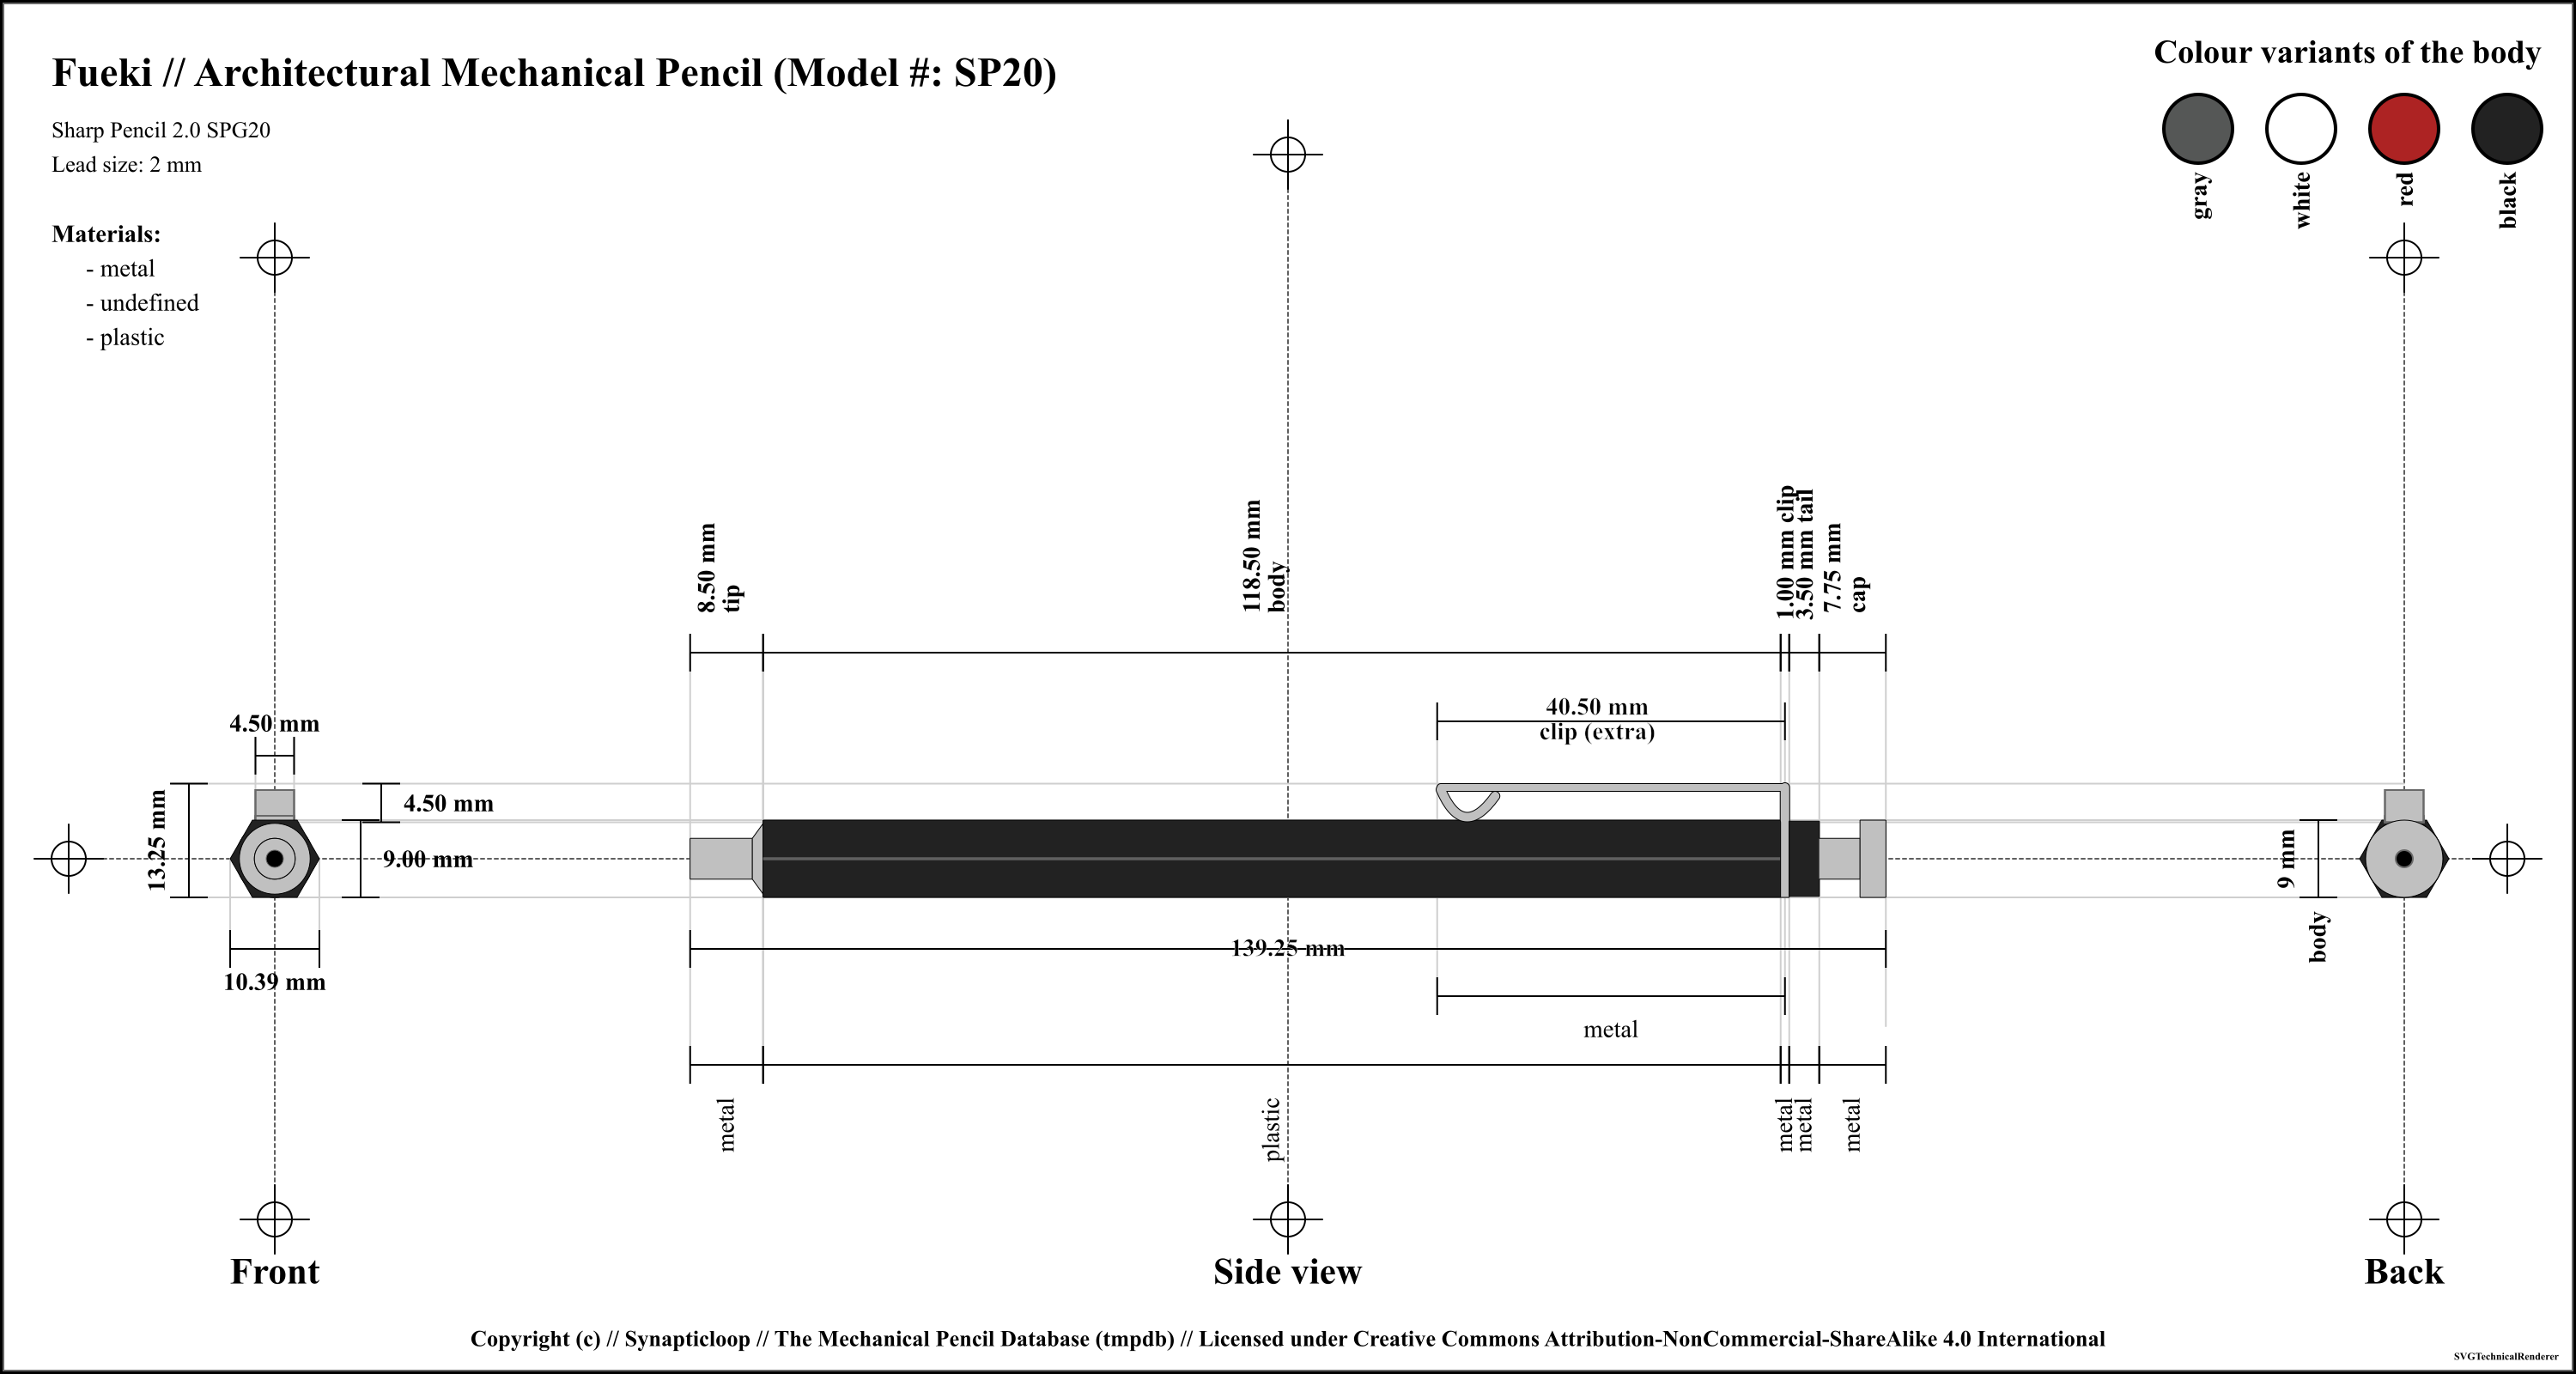 Fueki // Architectural Mechanical Pencil (Model #: SP20)
Sharp Pencil 2.0 SPG20
Lead size: 2 mm
Materials:
- metal
- undefined
- plastic
Colour variants of the body
gray
white
red
black
8.50 mm
tip
118.50 mm
body
1.00 mm clip
3.50 mm tail
7.75 mm
cap
40.50 mm
clip (extra)
4.50 mm
4.50 mm
13.25 mm
9.00 mm
10.39 mm
9 mm
body
139.25 mm
metal
metal
plastic
metal
metal
metal
Front
Side view
Back
Copyright (c) // Synapticloop // The Mechanical Pencil Database (tmpdb) // Licensed under Creative Commons Attribution-NonCommercial-ShareAlike 4.0 International
SVGTechnicalRenderer